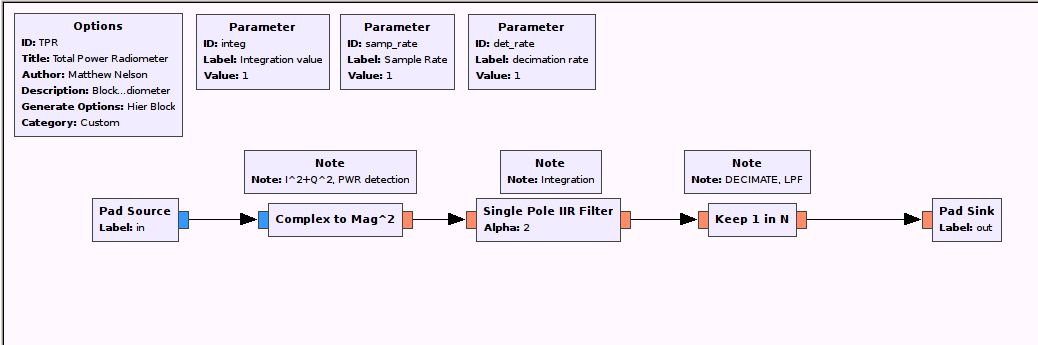 Options
ID: TPR
Title: Total Power Radiometer
Author: Matthew Nelson
Description: Block...diometer
Generate Options: Hier Block
Category: Custom
Parameter
ID: integ
Label: Integration value
Value: 1
Parameter
ID: samp_rate
Label: Sample Rate
Value: 1
Parameter
ID: det_rate
Label: decimation rate
Value: 1
Note
Note: I^2+Q^2, PWR detection
Note
Note: Integration
Note
Note: DECIMATE, LPF
Pad Source
Label: in
Complex to Mag^2
Single Pole IIR Filter
Alpha: 2
Keep 1 in N
Pad Sink
Label: out